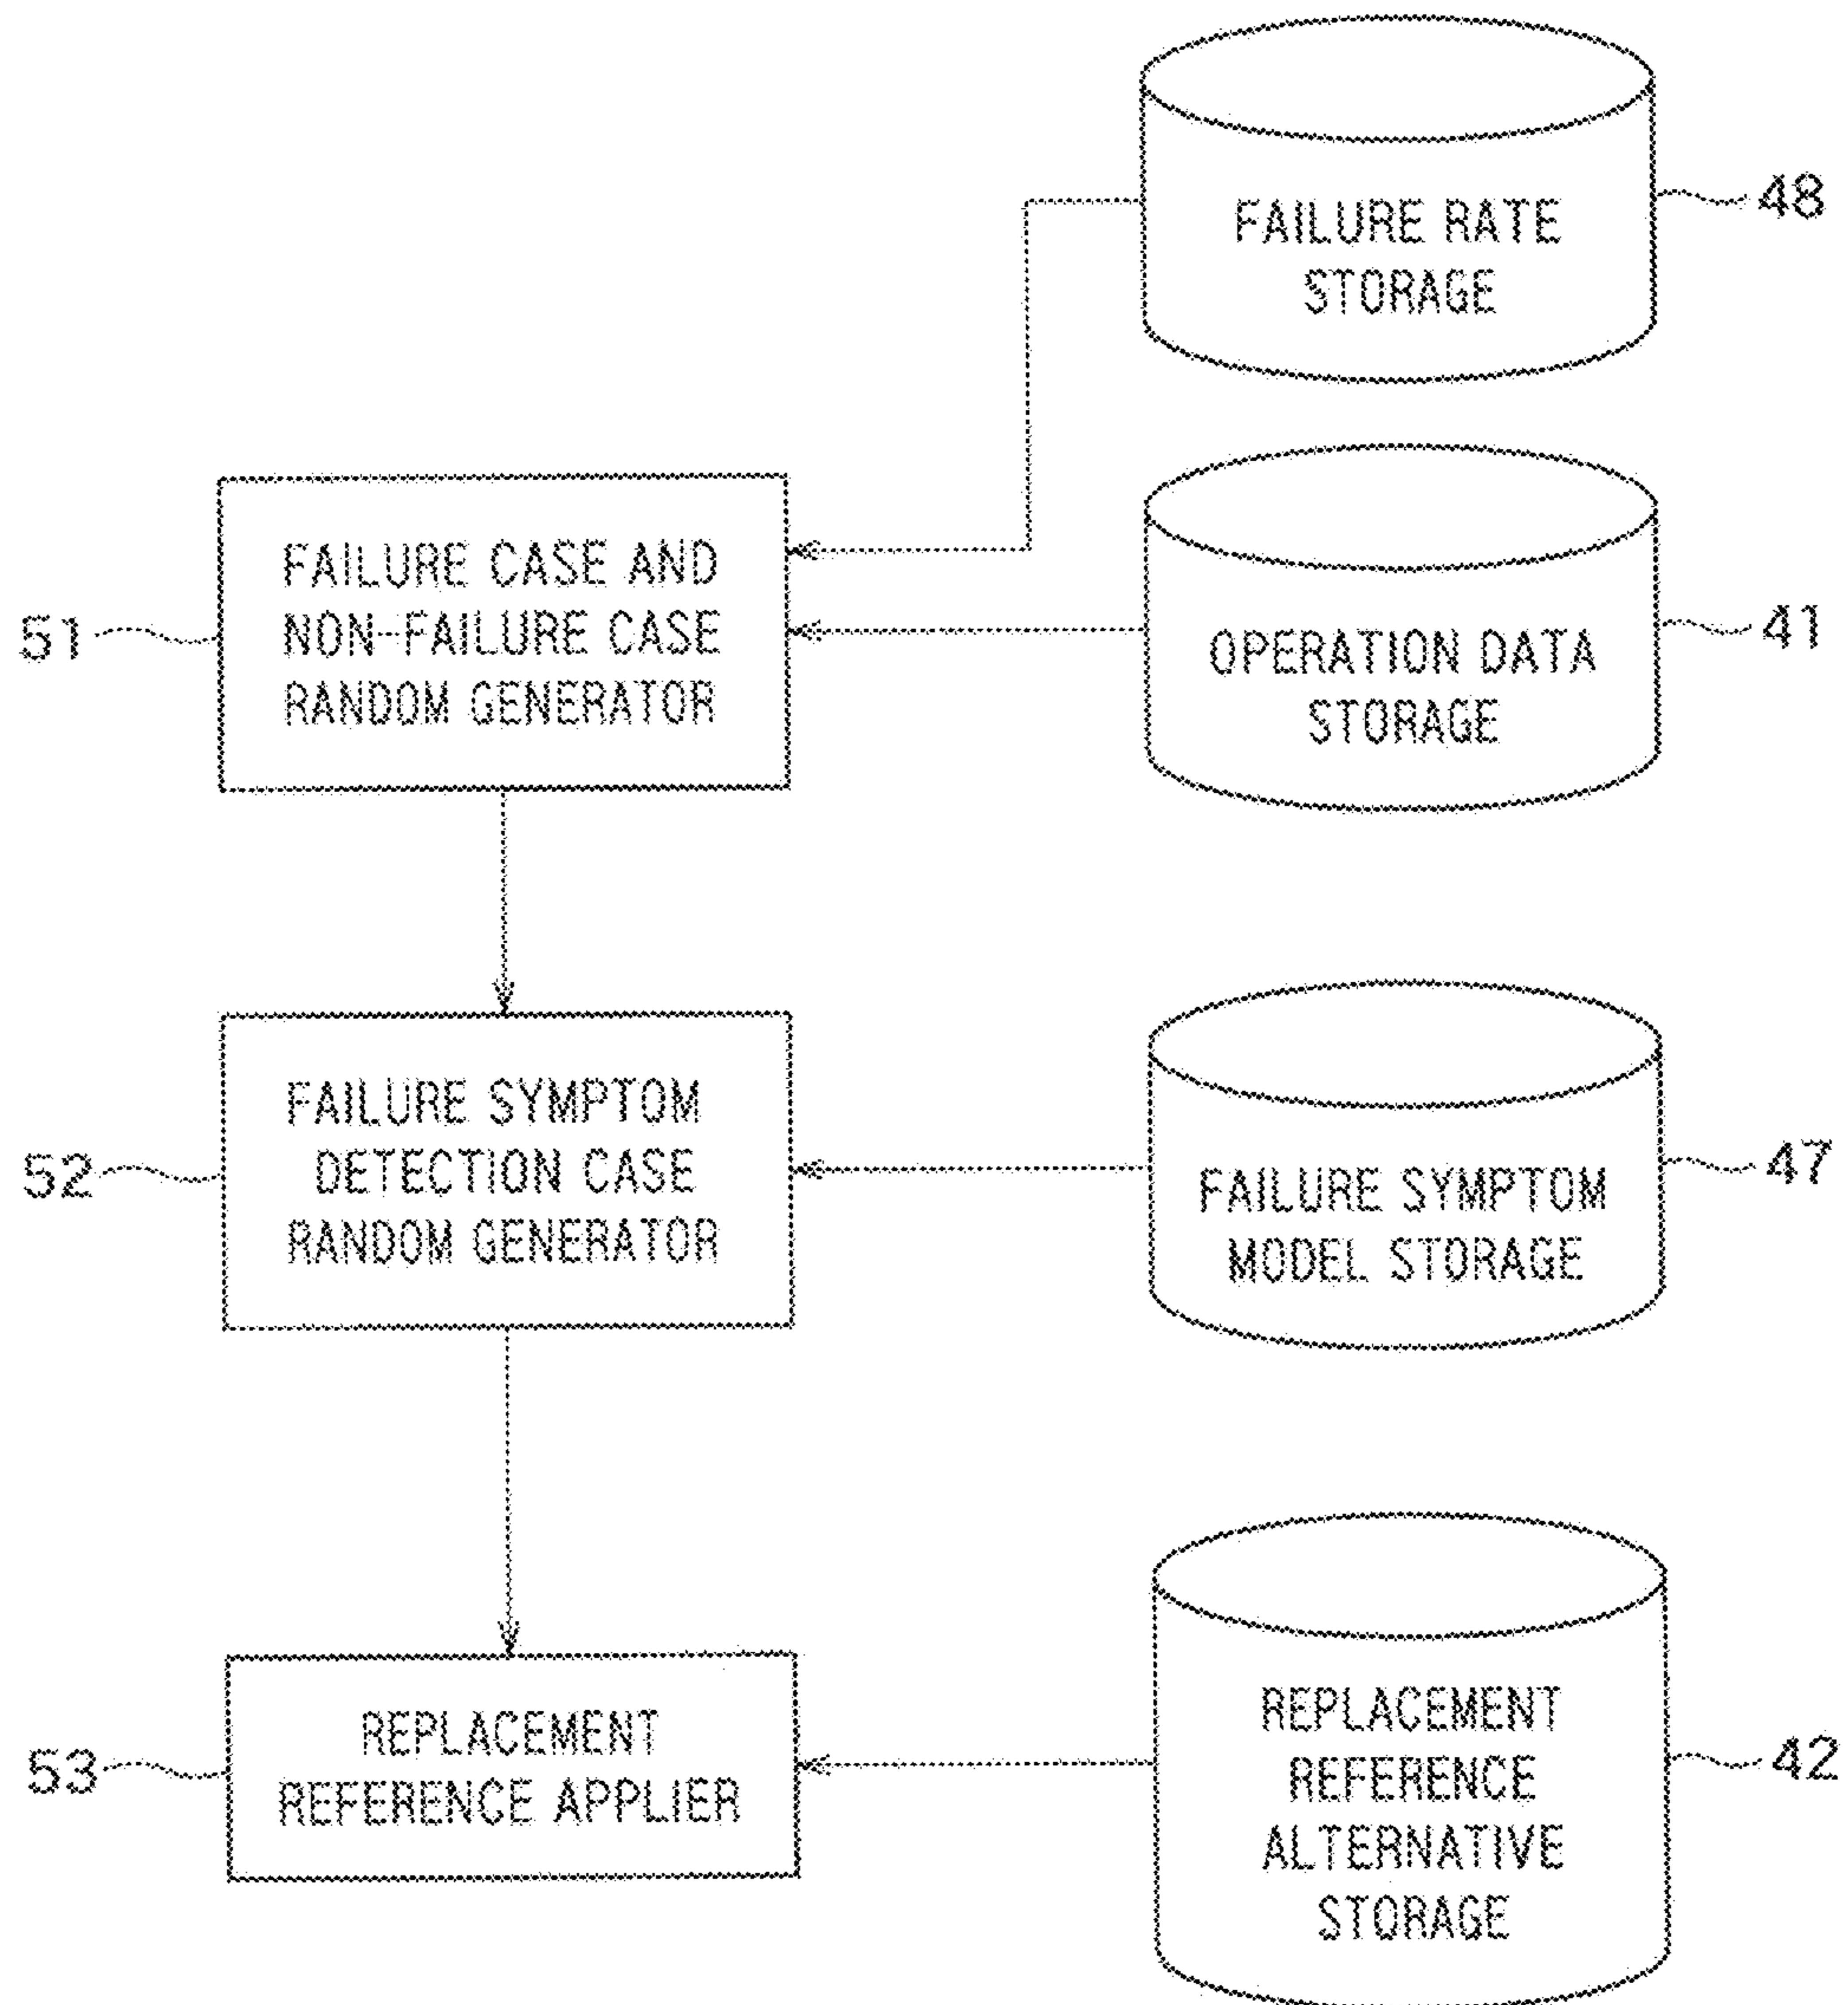 FAILURE RATE
STORAGE
48
FAILURE CASE AND
NON-FAILURE CASE
RANDOM GENERATOR
51
OPERATION DATA
STORAGE
41
FAILURE SYMPTOM
DETECTION CASE
RANDOM GENERATOR
52
FAILURE SYMPTOM
MODEL STORAGE
47
REPLACEMENT
REFERENCE APPLIER
53
REPLACEMENT
REFERENCE
ALTERNATIVE
STORAGE
42